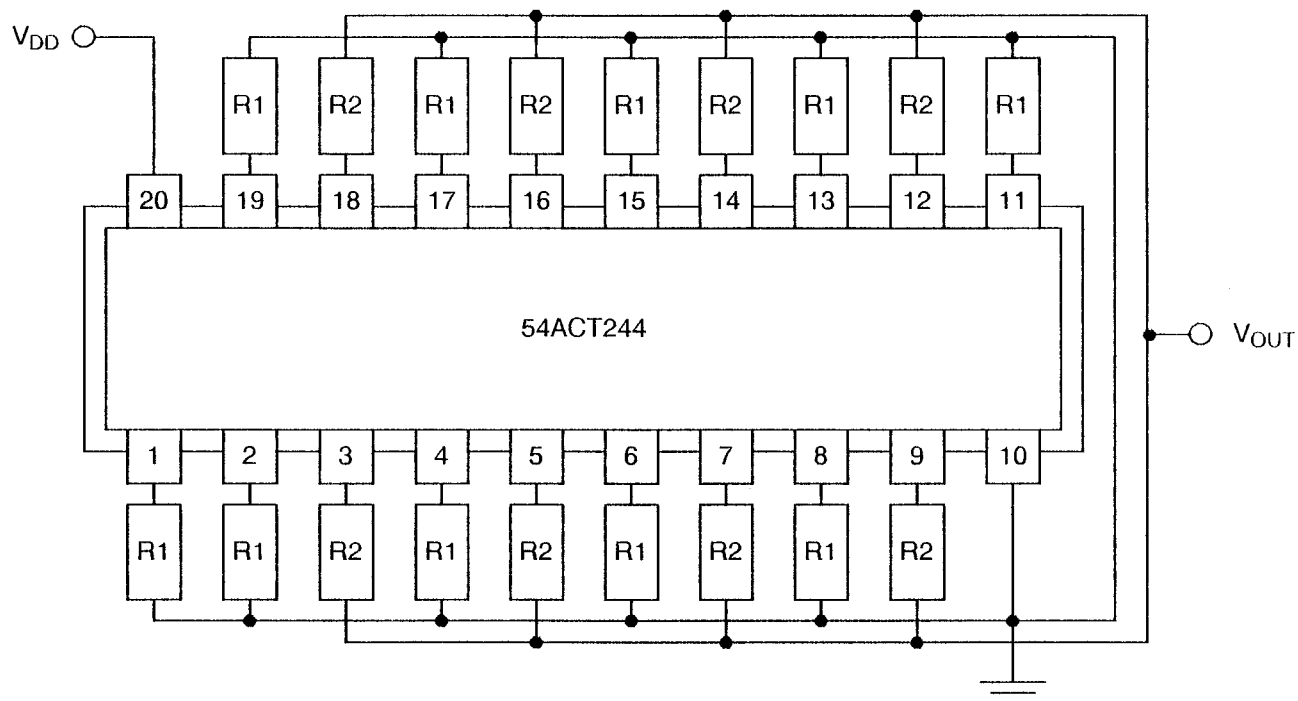 V_DD
R1 R2 R1 R2 R1 R2 R1 R2 R1
20 19 18 17 16 15 14 13 12 11
54ACT244
V_OUT
1 2 3 4 5 6 7 8 9 10
R1 R1 R2 R1 R2 R1 R2 R1 R2